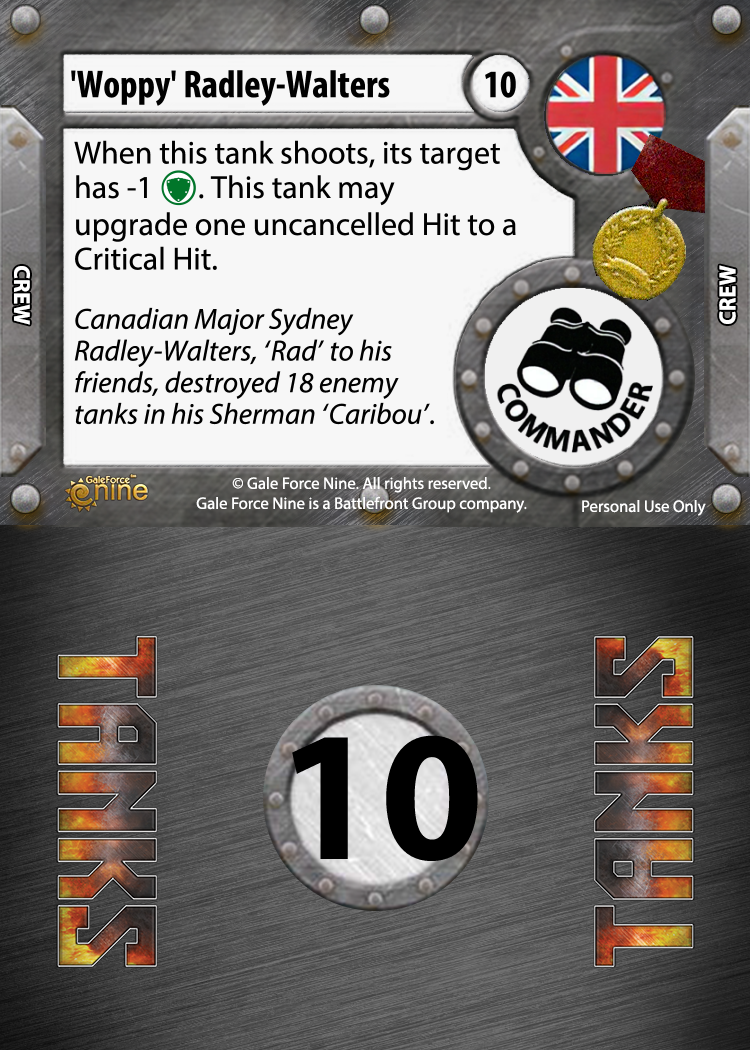 'Woppy' Radley-Walters
10
When this tank shoots, its target
has -1 . This tank may
upgrade one uncancelled Hit to a
Critical Hit.
Canadian Major Sydney
Radley-Walters, ‘Rad’ to his
friends, destroyed 18 enemy
tanks in his Sherman ‘Caribou’.
CREW
CREW
COMMANDER
GaleForce™
nine
© Gale Force Nine. All rights reserved.
Gale Force Nine is a Battlefront Group company.
Personal Use Only
TANKS
10
TANKS